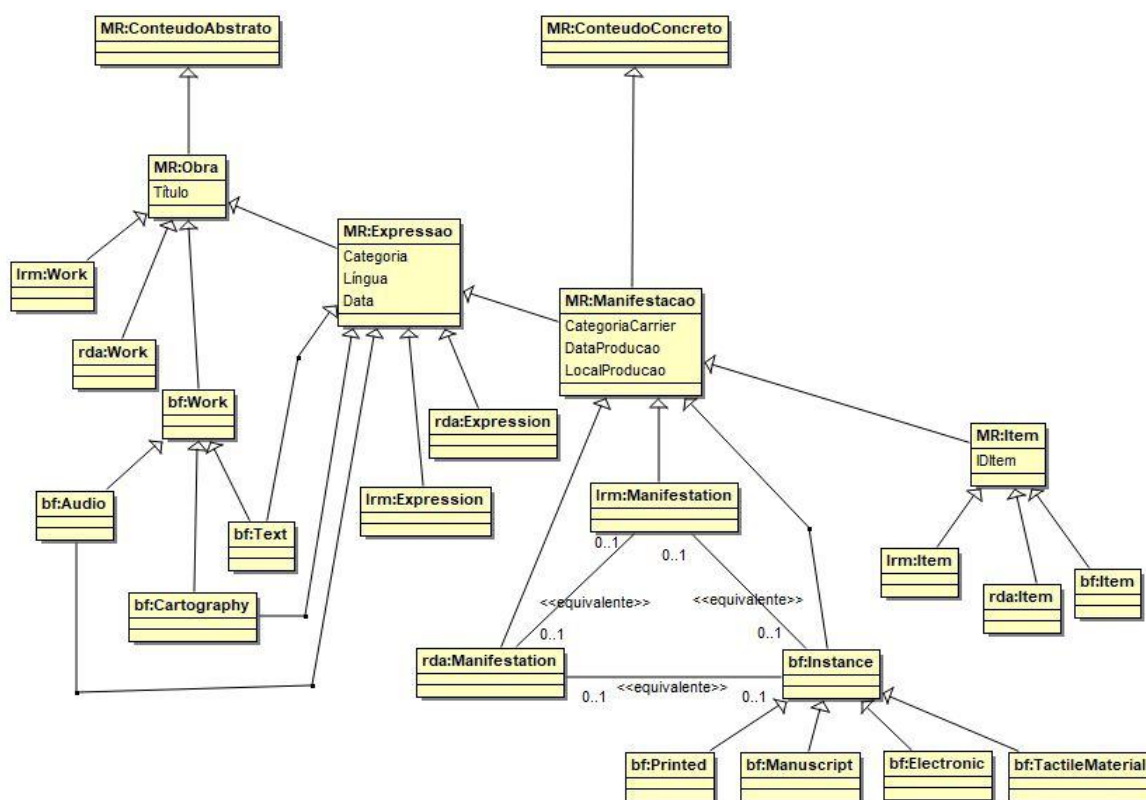 MR:ConteudoAbstrato
MR:ConteudoConcreto
MR:Obra
Título
MR:Expressao
Categoria
Língua
Data
lrm:Work
MR:Manifestacao
CategoriaCarrier
DataProducao
LocalProducao
rda:Work
bf:Work
rda:Expression
MR:Item
IDItem
bf:Audio
lrm:Expression
lrm:Manifestation
bf:Text
0..1
0..1
lrm:Item
rda:Item
bf:Item
bf:Cartography
<<equivalente>>
<<equivalente>>
0..1
0..1
rda:Manifestation
bf:Instance
<<equivalente>>
0..1
0..1
bf:Printed
bf:Manuscript
bf:Electronic
bf:TactileMaterial